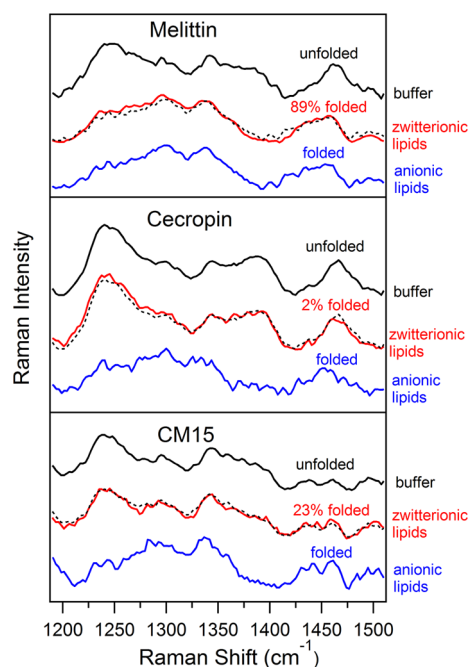 Melittin
unfolded
buffer
89% folded
zwitterionic
lipids
folded
anionic
lipids
Cecropin
unfolded
buffer
2% folded
zwitterionic
lipids
folded
anionic
lipids
CM15
unfolded
buffer
23% folded
zwitterionic
lipids
folded
anionic
lipids
Raman Intensity
1200 1250 1300 1350 1400 1450 1500
Raman Shift (cm⁻¹)